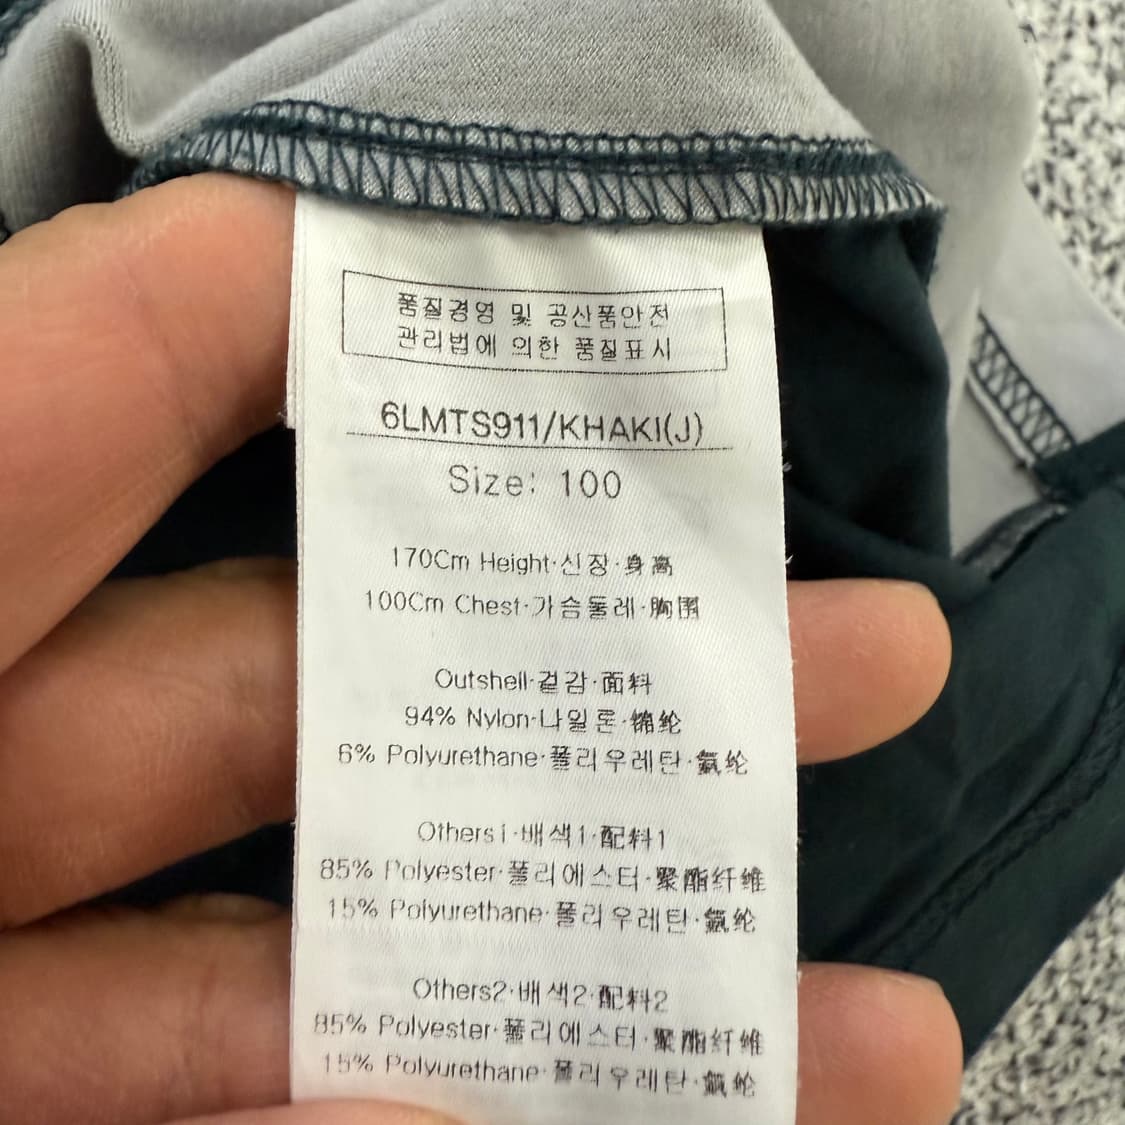 품질경영 및 공산품안전
관리법에 의한 품질표시
6LMTS911/KHAKI(J)
Size: 100
170Cm Height·신장·身高
100Cm Chest·가슴둘레·胸围
Outshell·겉감·面料
94% Nylon·나일론·锦纶
6% Polyurethane·폴리우레탄·氨纶
Others1·배색1·配料1
85% Polyester·폴리에스터·聚酯纤维
15% Polyurethane·폴리우레탄·氨纶
Others2·배색2·配料2
85% Polyester·폴리에스터·聚酯纤维
15% Polyurethane·폴리우레탄·氨纶